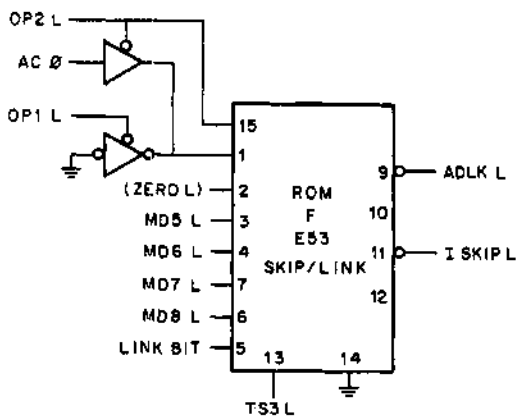 OP2 L
AC Ø
OP1 L
15
1
(ZERO L) 2
MD5 L 3
MD6 L 4
MD7 L 7
MD8 L 6
LINK BIT 5
ROM
F
E53
SKIP/LINK
9 ADLK L
10
11 I SKIP L
12
13
14
TS3 L